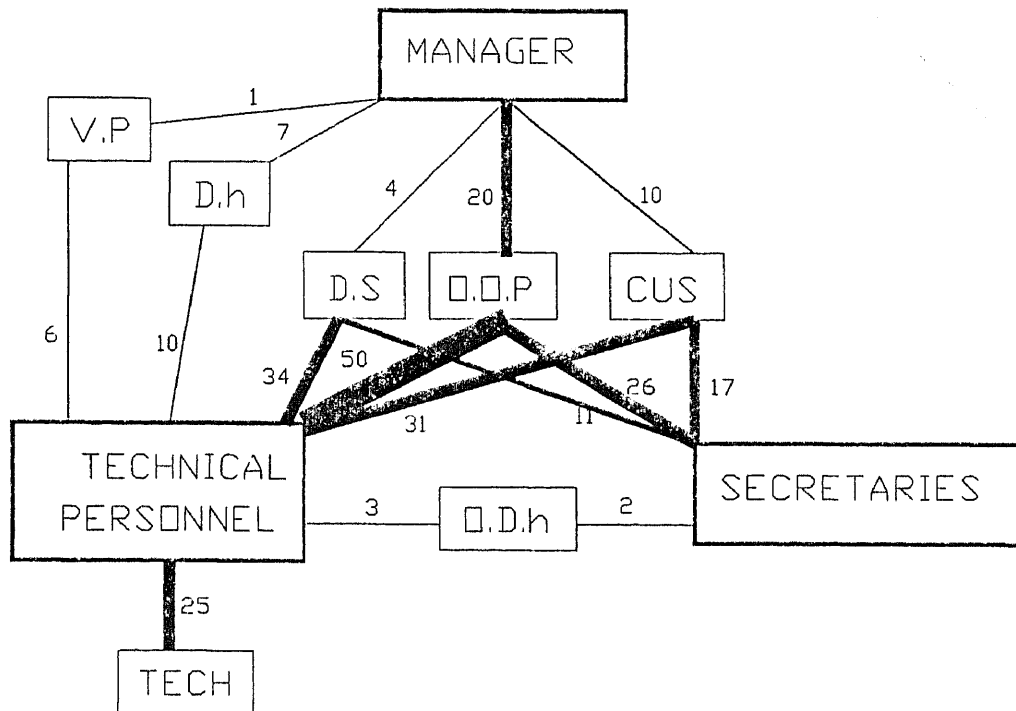 MANAGER
1
V.P
7
D.h
4
20
10
D.S
O.O.P
CUS
6
10
34
50
31
26
11
17
TECHNICAL
PERSONNEL
3
O.D.h
2
SECRETARIES
25
TECH